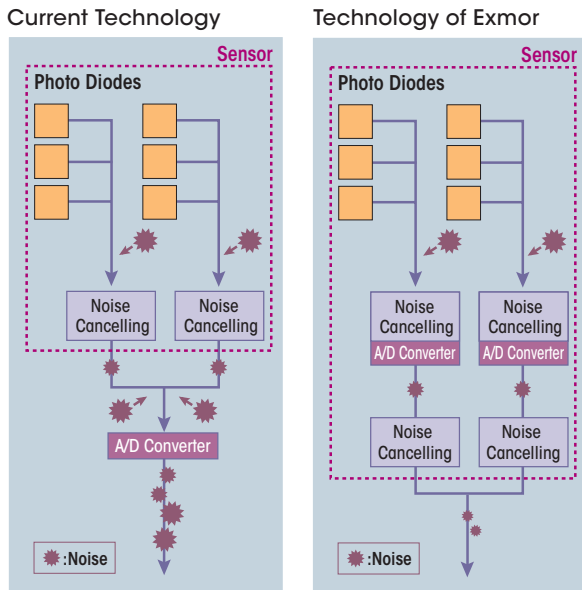 Current Technology
Sensor
Photo Diodes
Noise
Cancelling
Noise
Cancelling
A/D Converter
:Noise
Technology of Exmor
Sensor
Photo Diodes
Noise
Cancelling
A/D Converter
Noise
Cancelling
A/D Converter
Noise
Cancelling
Noise
Cancelling
:Noise